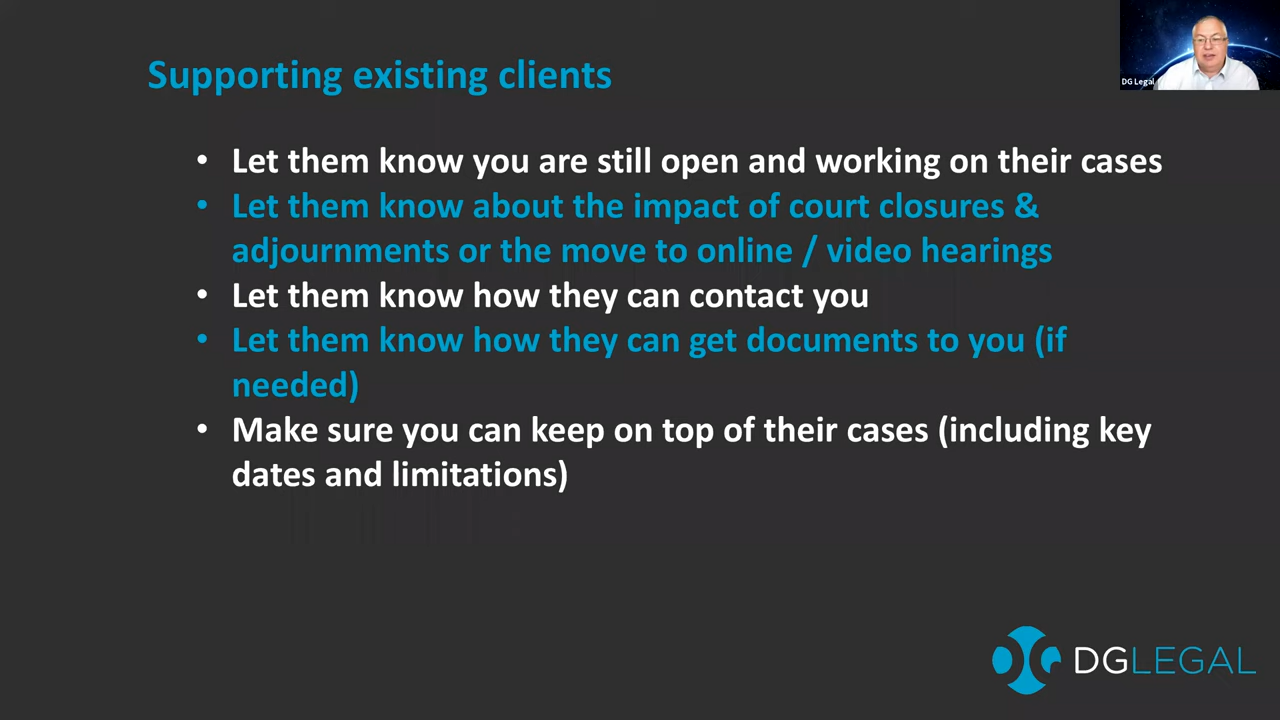 Supporting existing clients
DG Legal
• Let them know you are still open and working on their cases
• Let them know about the impact of court closures &
adjournments or the move to online / video hearings
• Let them know how they can contact you
• Let them know how they can get documents to you (if
needed)
• Make sure you can keep on top of their cases (including key
dates and limitations)
DGLEGAL